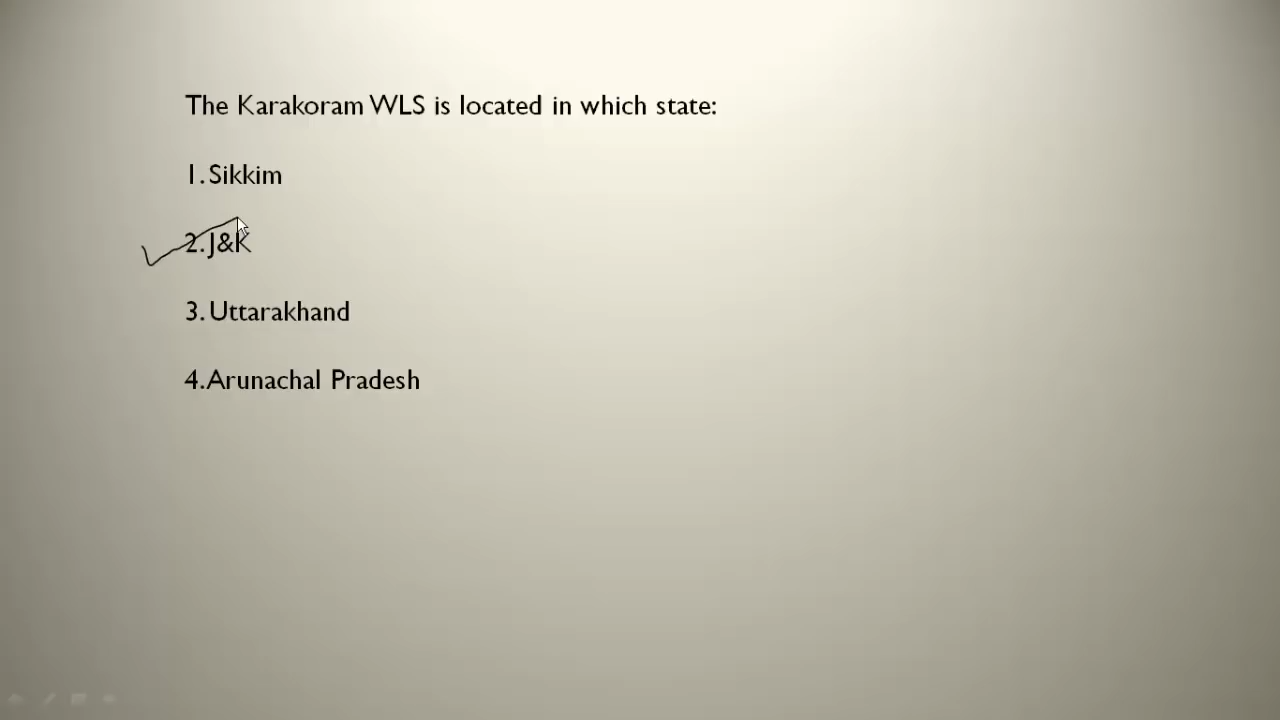 The Karakoram WLS is located in which state:
1. Sikkim
2. J&K
3. Uttarakhand
4. Arunachal Pradesh